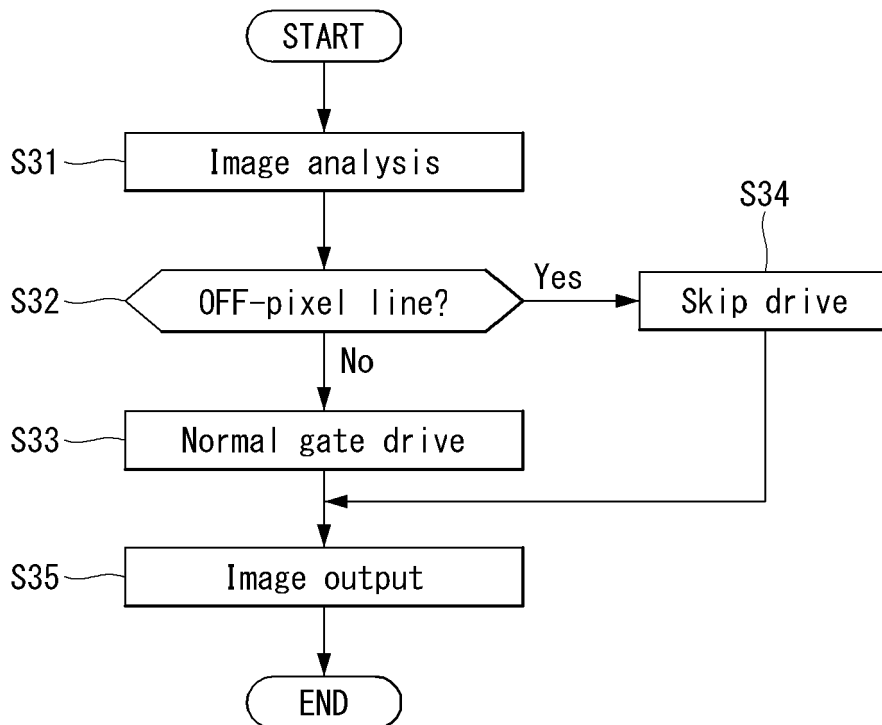 START
S31
Image analysis
S34
S32
OFF-pixel line?
Yes
Skip drive
No
S33
Normal gate drive
S35
Image output
END